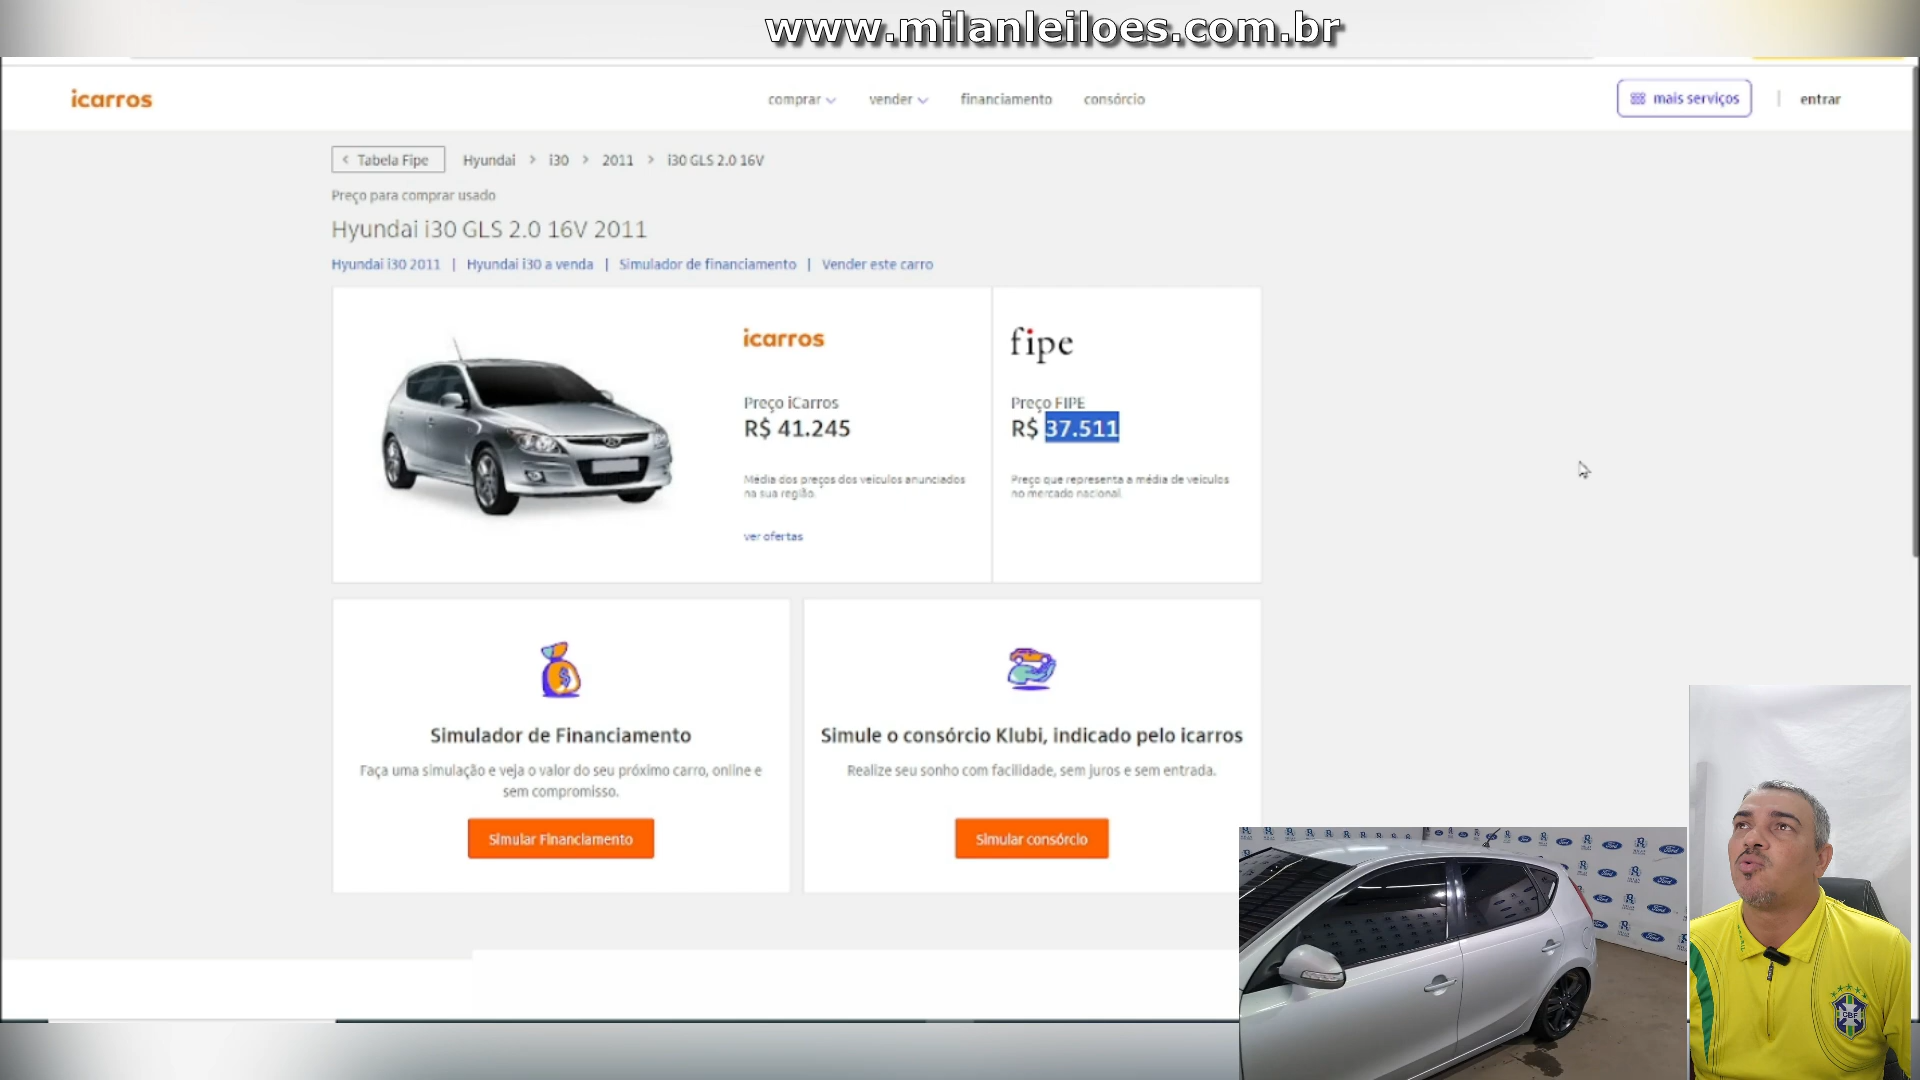 www.milanleiloes.com.br
icarros
comprar
vender
financiamento
consórcio
mais serviços
entrar
Tabela Fipe
Hyundai > i30 > 2011 > i30 GLS 2.0 16V
Preço para comprar usado
Hyundai i30 GLS 2.0 16V 2011
Hyundai i30 2011 | Hyundai i30 a venda | Simulador de financiamento | Vender este carro
icarros
Preço iCarros
R$ 41.245
Média dos preços dos veículos anunciados
na sua região.
ver ofertas
fipe
Preço FIPE
R$ 37.511
Preço que representa a média de veículos
no mercado nacional.
Simulador de Financiamento
Faça uma simulação e veja o valor do seu próximo carro, online e
sem compromisso.
Simular Financiamento
Simule o consórcio Klubi, indicado pelo icarros
Realize seu sonho com facilidade, sem juros e sem entrada.
Simular consórcio
Ford
CBF